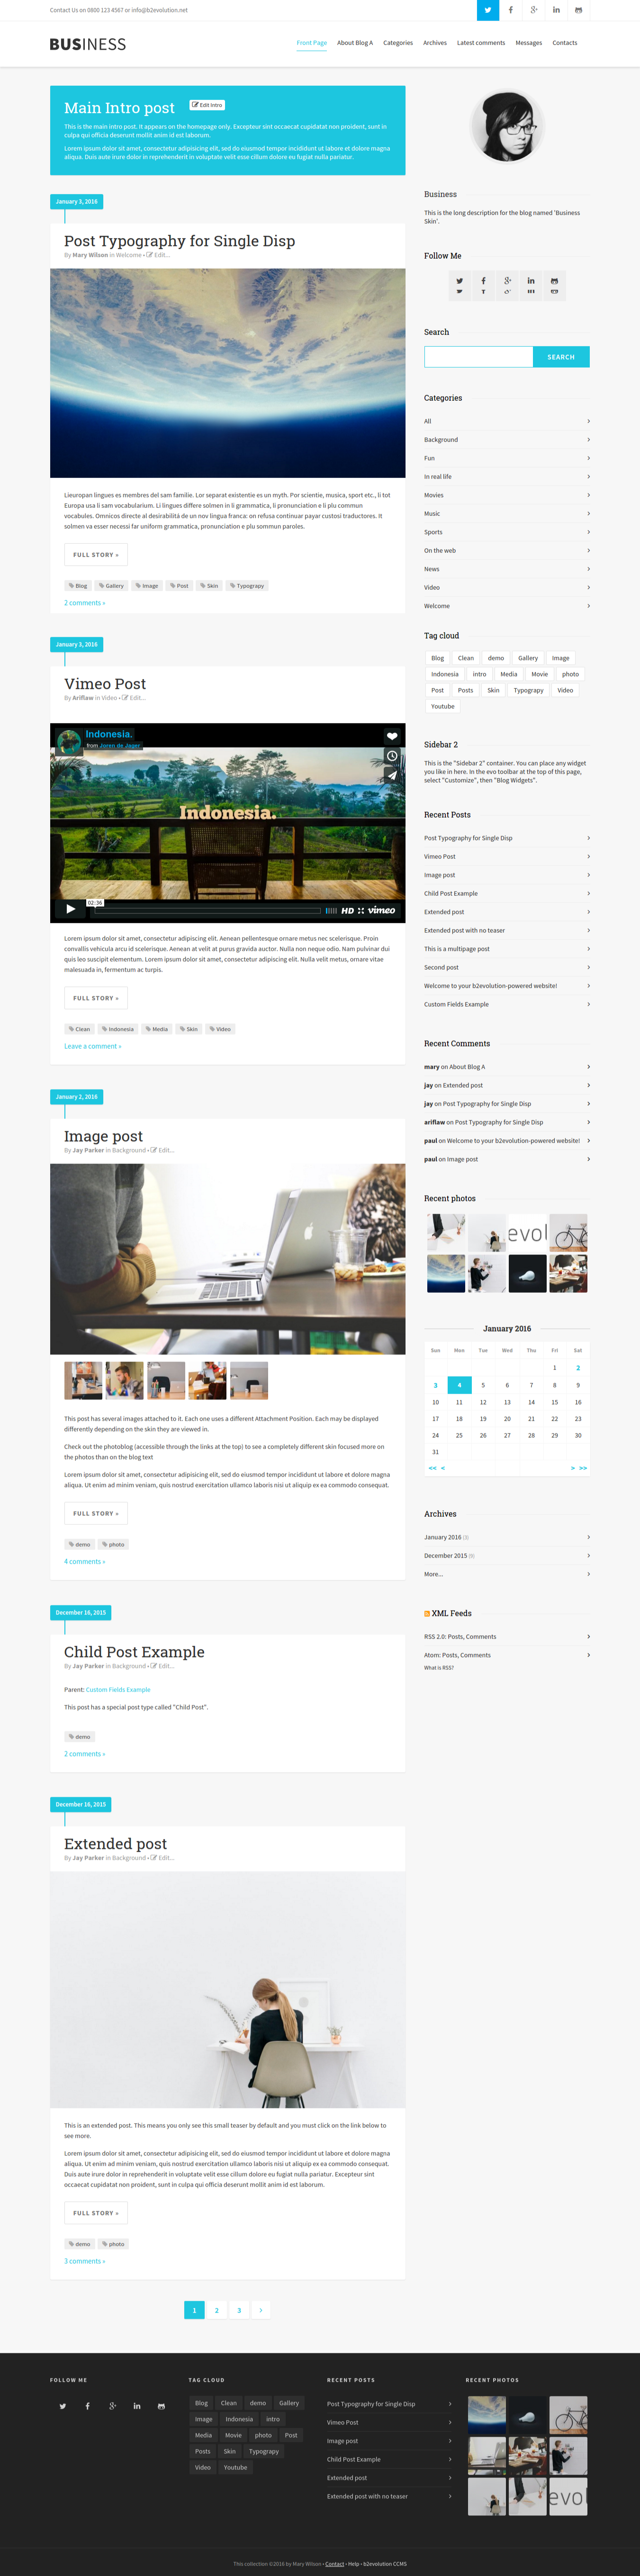 Contact Us on 0800 123 4567 or info@b2evolution.net
BUSINESS
Front Page About Blog A Categories Archives Latest comments Messages Contacts
Main Intro post
Edit Intro
This is the main intro post. It appears on the homepage only. Excepteur sint occaecat cupidatat non proident, sunt in
culpa qui officia deserunt mollit anim id est laborum.
Lorem ipsum dolor sit amet, consectetur adipisicing elit, sed do eiusmod tempor incididunt ut labore et dolore magna
aliqua. Duis aute irure dolor in reprehenderit in voluptate velit esse cillum dolore eu fugiat nulla pariatur.
January 3, 2016
Post Typography for Single Disp
By Mary Wilson in Welcome • Edit...
Lieuropan lingues es membres del sam familie. Lor separat existentie es un myth. Por scientie, musica, sport etc., li tot
Europa usa li sam vocabularium. Li lingues differe solmen in li grammatica, li pronunciation e li plu commun
vocabules. Omnicos directe al desirabilitá de un nov lingua franca: on refusa continuar payar custosi traductores. It
solmen va esser necessi far uniform grammatica, pronunciation e plu sommun paroles.
FULL STORY »
Blog Gallery Image Post Skin Typograpy
2 comments »
January 3, 2016
Vimeo Post
By Ariflaw in Video • Edit...
Indonesia.
from Joren de Jager
Indonesia.
02:36
HD vimeo
Lorem ipsum dolor sit amet, consectetur adipiscing elit. Aenean pellentesque ornare metus nec scelerisque. Proin
convallis vehicula arcu id scelerisque. Aenean at velit at purus gravida auctor. Nulla non neque odio. Nam pulvinar dui
quis leo suscipit elementum. Lorem ipsum dolor sit amet, consectetur adipiscing elit. Nulla velit metus, ornare vitae
malesuada in, fermentum ac turpis.
FULL STORY »
Clean Indonesia Media Skin Video
Leave a comment »
January 2, 2016
Image post
By Jay Parker in Background • Edit...
This post has several images attached to it. Each one uses a different Attachment Position. Each may be displayed
differently depending on the skin they are viewed in.
Check out the photoblog (accessible through the links at the top) to see a completely different skin focused more on
the photos than on the blog text
Lorem ipsum dolor sit amet, consectetur adipisicing elit, sed do eiusmod tempor incididunt ut labore et dolore magna
aliqua. Ut enim ad minim veniam, quis nostrud exercitation ullamco laboris nisi ut aliquip ex ea commodo consequat.
FULL STORY »
demo photo
4 comments »
December 16, 2015
Child Post Example
By Jay Parker in Background • Edit...
Parent: Custom Fields Example
This post has a special post type called "Child Post".
demo
2 comments »
December 16, 2015
Extended post
By Jay Parker in Background • Edit...
This is an extended post. This means you only see this small teaser by default and you must click on the link below to
see more.
Lorem ipsum dolor sit amet, consectetur adipisicing elit, sed do eiusmod tempor incididunt ut labore et dolore magna
aliqua. Ut enim ad minim veniam, quis nostrud exercitation ullamco laboris nisi ut aliquip ex ea commodo consequat.
Duis aute irure dolor in reprehenderit in voluptate velit esse cillum dolore eu fugiat nulla pariatur. Excepteur sint
occaecat cupidatat non proident, sunt in culpa qui officia deserunt mollit anim id est laborum.
FULL STORY »
demo photo
3 comments »
1 2 3 >
Business
This is the long description for the blog named 'Business
Skin'.
Follow Me
Search
SEARCH
Categories
All
Background
Fun
In real life
Movies
Music
Sports
On the web
News
Video
Welcome
Tag cloud
Blog Clean demo Gallery Image
Indonesia intro Media Movie photo
Post Posts Skin Typograpy Video
Youtube
Sidebar 2
This is the "Sidebar 2" container. You can place any widget
you like in here. In the evo toolbar at the top of this page,
select "Customize", then "Blog Widgets".
Recent Posts
Post Typography for Single Disp
Vimeo Post
Image post
Child Post Example
Extended post
Extended post with no teaser
This is a multipage post
Second post
Welcome to your b2evolution-powered website!
Custom Fields Example
Recent Comments
mary on About Blog A
jay on Extended post
jay on Post Typography for Single Disp
ariflaw on Post Typography for Single Disp
paul on Welcome to your b2evolution-powered website!
paul on Image post
Recent photos
evol
January 2016
Sun Mon Tue Wed Thu Fri Sat
1 2
3 4 5 6 7 8 9
10 11 12 13 14 15 16
17 18 19 20 21 22 23
24 25 26 27 28 29 30
31
<< < > >>
Archives
January 2016 (3)
December 2015 (9)
More...
XML Feeds
RSS 2.0: Posts, Comments
Atom: Posts, Comments
What is RSS?
FOLLOW ME
TAG CLOUD
Blog Clean demo Gallery
Image Indonesia intro
Media Movie photo Post
Posts Skin Typograpy
Video Youtube
RECENT POSTS
Post Typography for Single Disp
Vimeo Post
Image post
Child Post Example
Extended post
Extended post with no teaser
RECENT PHOTOS
evol
This collection ©2016 by Mary Wilson • Contact • Help • b2evolution CCMS